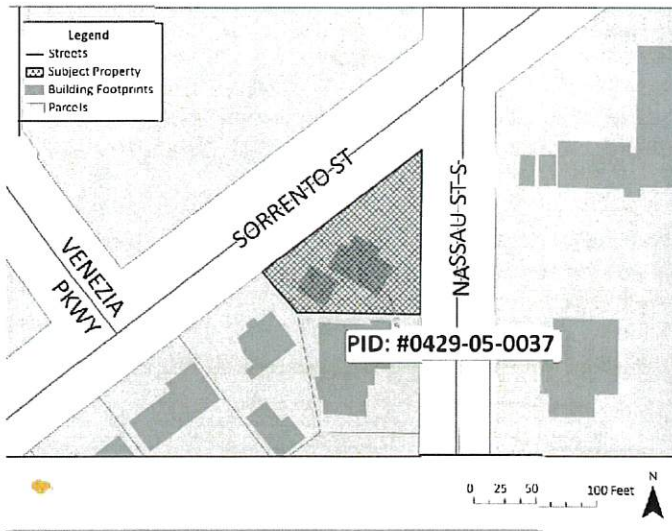 Legend
Streets
Subject Property
Building Footprints
Parcels
SORRENTO ST
NASSAU ST S
VENEZIA
PKWY
PID: #0429-05-0037
0 25 50 100 Feet
N